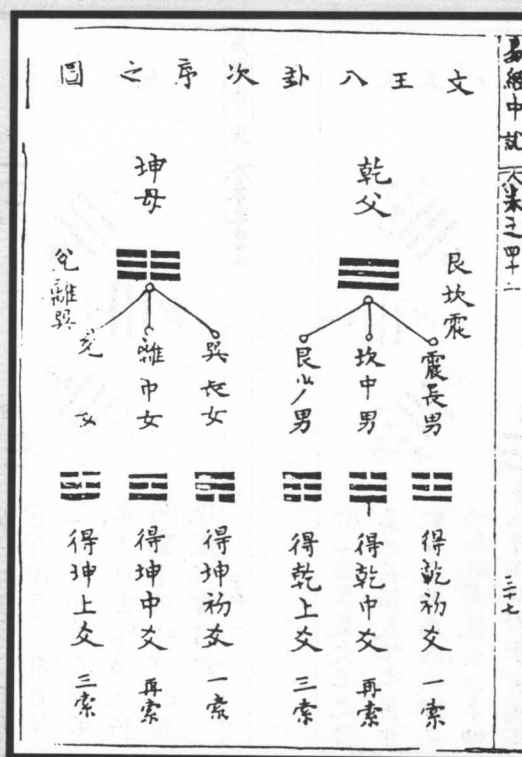 文王八卦次序之圖
易經中說
四十二
三十七
乾父
坤母
艮坎震
兌離巽
震長男
坎中男
艮少男
巽長女
離中女
兌 女
得乾初爻 一索
得乾中爻 再索
得乾上爻 三索
得坤初爻 一索
得坤中爻 再索
得坤上爻 三索